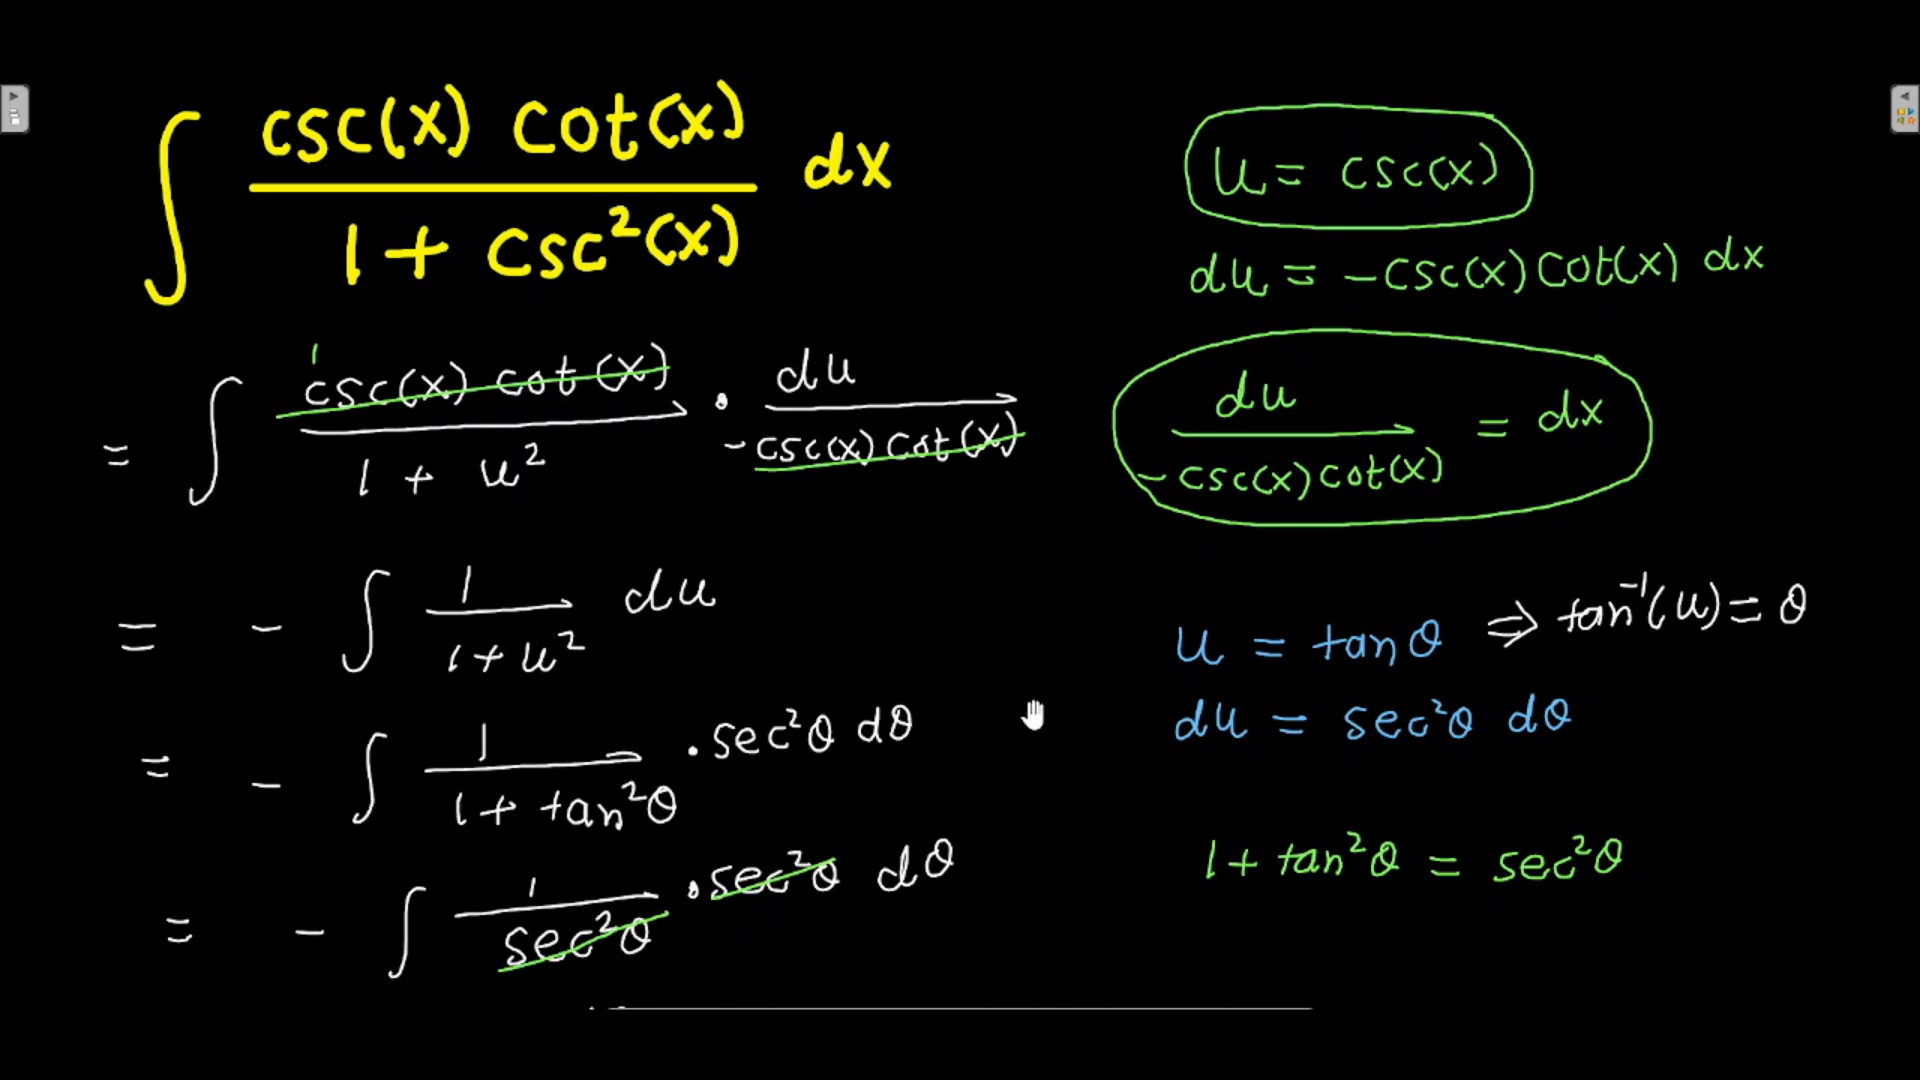 ∫ csc(x) cot(x) / 1 + csc²(x) dx
= ∫ csc(x) cot(x) / 1 + u² · du / -csc(x) cot(x)
1
= - ∫ 1 / 1 + u² du
= - ∫ 1 / 1 + tan²θ · sec²θ dθ
= - ∫ 1 / sec²θ · sec²θ dθ
u = csc(x)
du = -csc(x) cot(x) dx
du / -csc(x) cot(x) = dx
u = tanθ ⇒ tan⁻¹(u) = θ
du = sec²θ dθ
1 + tan²θ = sec²θ